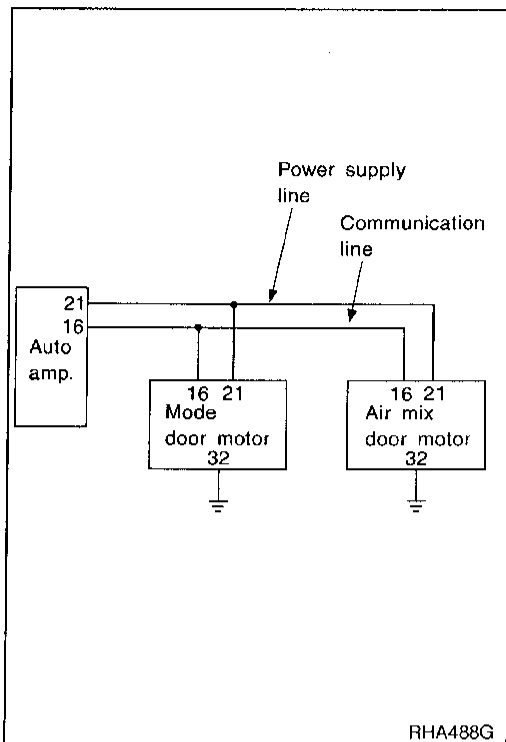 Power supply
line
Communication
line
21
16
Auto
amp.
16 21
Mode
door motor
32
16 21
Air mix
door motor
32
RHA488G